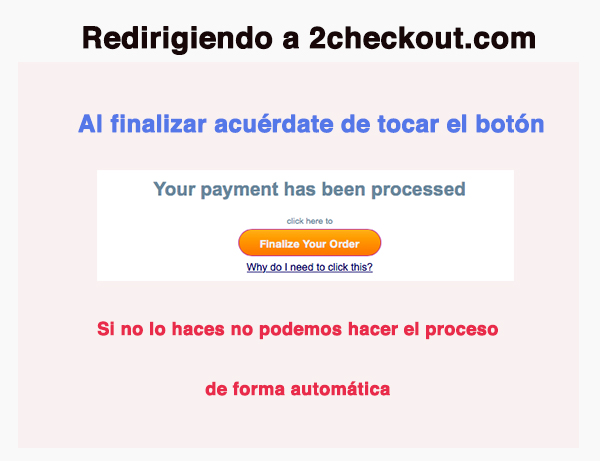 Redirigiendo a 2checkout.com
Al finalizar acuérdate de tocar el botón
Your payment has been processed
click here to
Finalize Your Order
Why do I need to click this?
Si no lo haces no podemos hacer el proceso
de forma automática